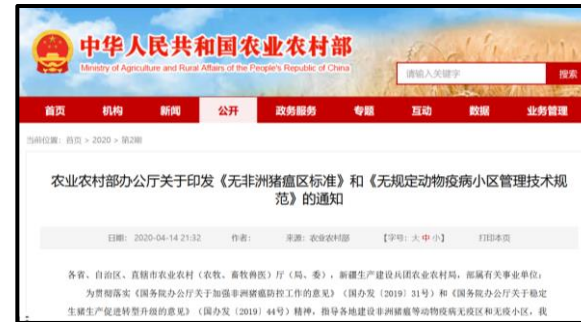 中华人民共和国农业农村部
Ministry of Agriculture and Rural Affairs of the People's Republic of China
请输入关键字 搜索
首页 机构 新闻 公开 政务服务 专题 互动 数据 业务管理
当前位置：首页 > 2020 > 第2期
农业农村部办公厅关于印发《无非洲猪瘟区标准》和《无规定动物疫病小区管理技术规
范》的通知
日期：2020-04-14 21:32 作者： 来源：农业农村部 【字号：大 中 小】 打印本页
各省、自治区、直辖市农业农村（农牧、畜牧兽医）厅（局、委），新疆生产建设兵团农业农村局，部属有关事业单位：
为贯彻落实《国务院办公厅关于加强非洲猪瘟防控工作的意见》（国办发〔2019〕31号）和《国务院办公厅关于稳定
生猪生产促进转型升级的意见》（国办发〔2019〕44号）精神，指导各地建设非洲猪瘟等动物疫病无疫区和无疫小区，我